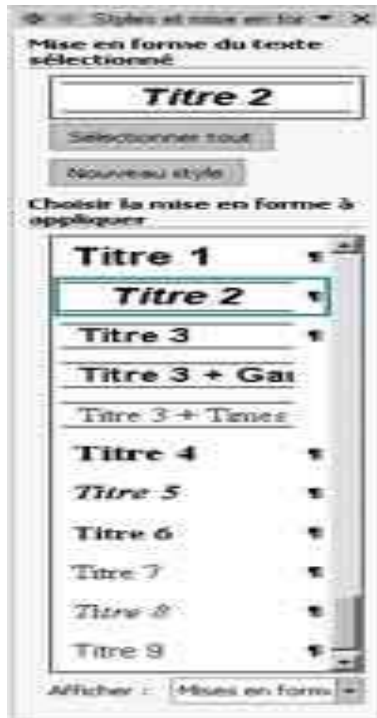 Styles et mise en for
Mise en forme du texte
sélectionné
Titre 2
Sélectionner tout
Nouveau style
Choisir la mise en forme à
appliquer
Titre 1 ¶
Titre 2 ¶
Titre 3 ¶
Titre 3 + Gau
Titre 3 + Times
Titre 4 ¶
Titre 5 ¶
Titre 6 ¶
Titre 7 ¶
Titre 8 ¶
Titre 9 ¶
Afficher : Mises en form